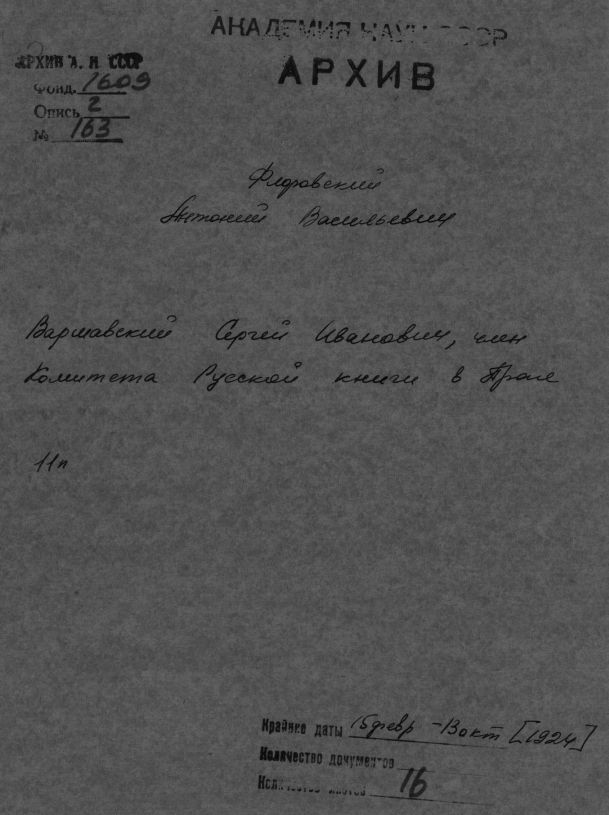 АКАДЕМИЯ НАУК СССР
АРХИВ
АРХИВ А. Н. СССР
Фонд. 1609
Опись 2
№ 163
Флоровский
Антоний Васильевич
Варшавский Сергей Иванович, член
Комитета Русской книги в Праге
11п
Крайние даты 15 февр - 13 окт [1924]
Количество документов
Количество листов 16